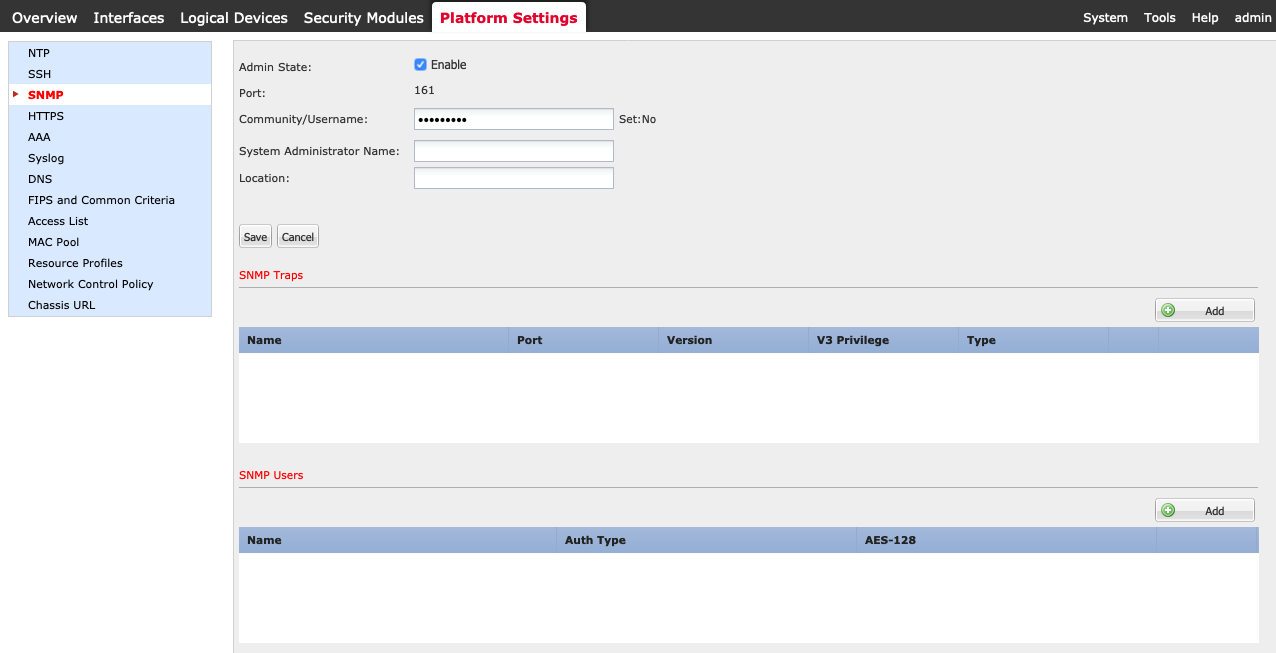 Overview Interfaces Logical Devices Security Modules Platform Settings System Tools Help admin
NTP
SSH
SNMP
HTTPS
AAA
Syslog
DNS
FIPS and Common Criteria
Access List
MAC Pool
Resource Profiles
Network Control Policy
Chassis URL
Admin State: Enable
Port: 161
Community/Username: ••••••••• Set:No
System Administrator Name:
Location:
Save Cancel
SNMP Traps
Add
Name Port Version V3 Privilege Type
SNMP Users
Add
Name Auth Type AES-128